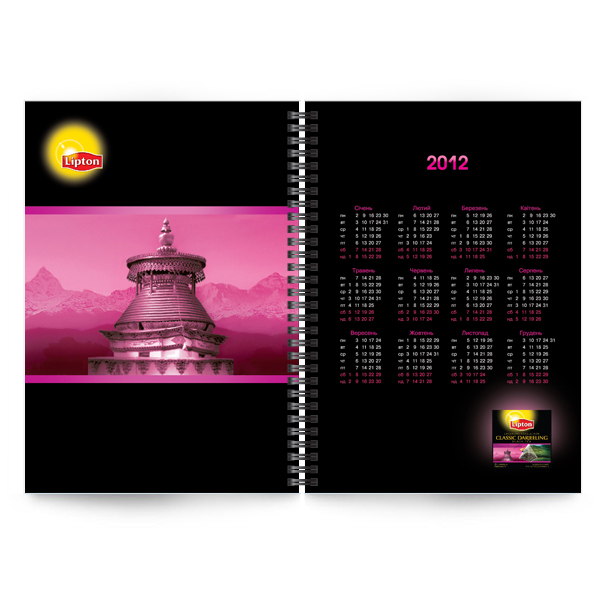 Lipton
2012
Січень
пн 2 9 16 23 30
вт 3 10 17 24 31
ср 4 11 18 25
чт 5 12 19 26
пт 6 13 20 27
сб 7 14 21 28
нд 1 8 15 22 29
Лютий
пн 6 13 20 27
вт 7 14 21 28
ср 1 8 15 22 29
чт 2 9 16 23
пт 3 10 17 24
сб 4 11 18 25
нд 5 12 19 26
Березень
пн 5 12 19 26
вт 6 13 20 27
ср 7 14 21 28
чт 1 8 15 22 29
пт 2 9 16 23 30
сб 3 10 17 24 31
нд 4 11 18 25
Квітень
пн 2 9 16 23 30
вт 3 10 17 24
ср 4 11 18 25
чт 5 12 19 26
пт 6 13 20 27
сб 7 14 21 28
нд 1 8 15 22 29
Травень
пн 7 14 21 28
вт 1 8 15 22 29
ср 2 9 16 23 30
чт 3 10 17 24 31
пт 4 11 18 25
сб 5 12 19 26
нд 6 13 20 27
Червень
пн 4 11 18 25
вт 5 12 19 26
ср 6 13 20 27
чт 7 14 21 28
пт 1 8 15 22 29
сб 2 9 16 23 30
нд 3 10 17 24
Липень
пн 2 9 16 23 30
вт 3 10 17 24 31
ср 4 11 18 25
чт 5 12 19 26
пт 6 13 20 27
сб 7 14 21 28
нд 1 8 15 22 29
Серпень
пн 6 13 20 27
вт 7 14 21 28
ср 1 8 15 22 29
чт 2 9 16 23 30
пт 3 10 17 24 31
сб 4 11 18 25
нд 5 12 19 26
Вересень
пн 3 10 17 24
вт 4 11 18 25
ср 5 12 19 26
чт 6 13 20 27
пт 7 14 21 28
сб 1 8 15 22 29
нд 2 9 16 23 30
Жовтень
пн 1 8 15 22 29
вт 2 9 16 23 30
ср 3 10 17 24 31
чт 4 11 18 25
пт 5 12 19 26
сб 6 13 20 27
нд 7 14 21 28
Листопад
пн 5 12 19 26
вт 6 13 20 27
ср 7 14 21 28
чт 1 8 15 22 29
пт 2 9 16 23 30
сб 3 10 17 24
нд 4 11 18 25
Грудень
пн 3 10 17 24 31
вт 4 11 18 25
ср 5 12 19 26
чт 6 13 20 27
пт 7 14 21 28
сб 1 8 15 22 29
нд 2 9 16 23 30
Lipton
CLASSIC DARJEELING